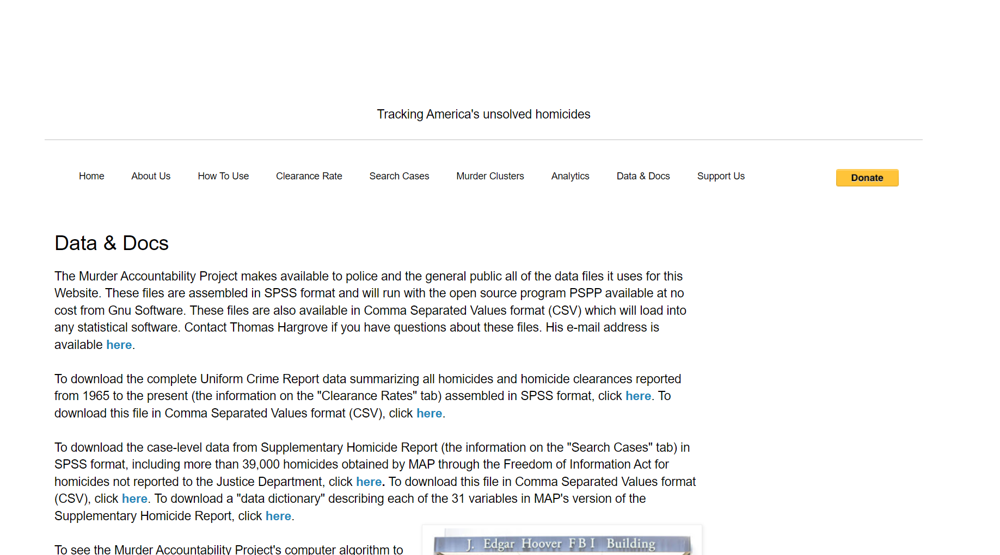 Tracking America's unsolved homicides
Home About Us How To Use Clearance Rate Search Cases Murder Clusters Analytics Data & Docs Support Us Donate
Data & Docs
The Murder Accountability Project makes available to police and the general public all of the data files it uses for this
Website. These files are assembled in SPSS format and will run with the open source program PSPP available at no
cost from Gnu Software. These files are also available in Comma Separated Values format (CSV) which will load into
any statistical software. Contact Thomas Hargrove if you have questions about these files. His e-mail address is
available here.
To download the complete Uniform Crime Report data summarizing all homicides and homicide clearances reported
from 1965 to the present (the information on the "Clearance Rates" tab) assembled in SPSS format, click here. To
download this file in Comma Separated Values format (CSV), click here.
To download the case-level data from Supplementary Homicide Report (the information on the "Search Cases" tab) in
SPSS format, including more than 39,000 homicides obtained by MAP through the Freedom of Information Act for
homicides not reported to the Justice Department, click here. To download this file in Comma Separated Values format
(CSV), click here. To download a "data dictionary" describing each of the 31 variables in MAP's version of the
Supplementary Homicide Report, click here.
To see the Murder Accountability Project's computer algorithm to
J. Edgar Hoover FBI Building